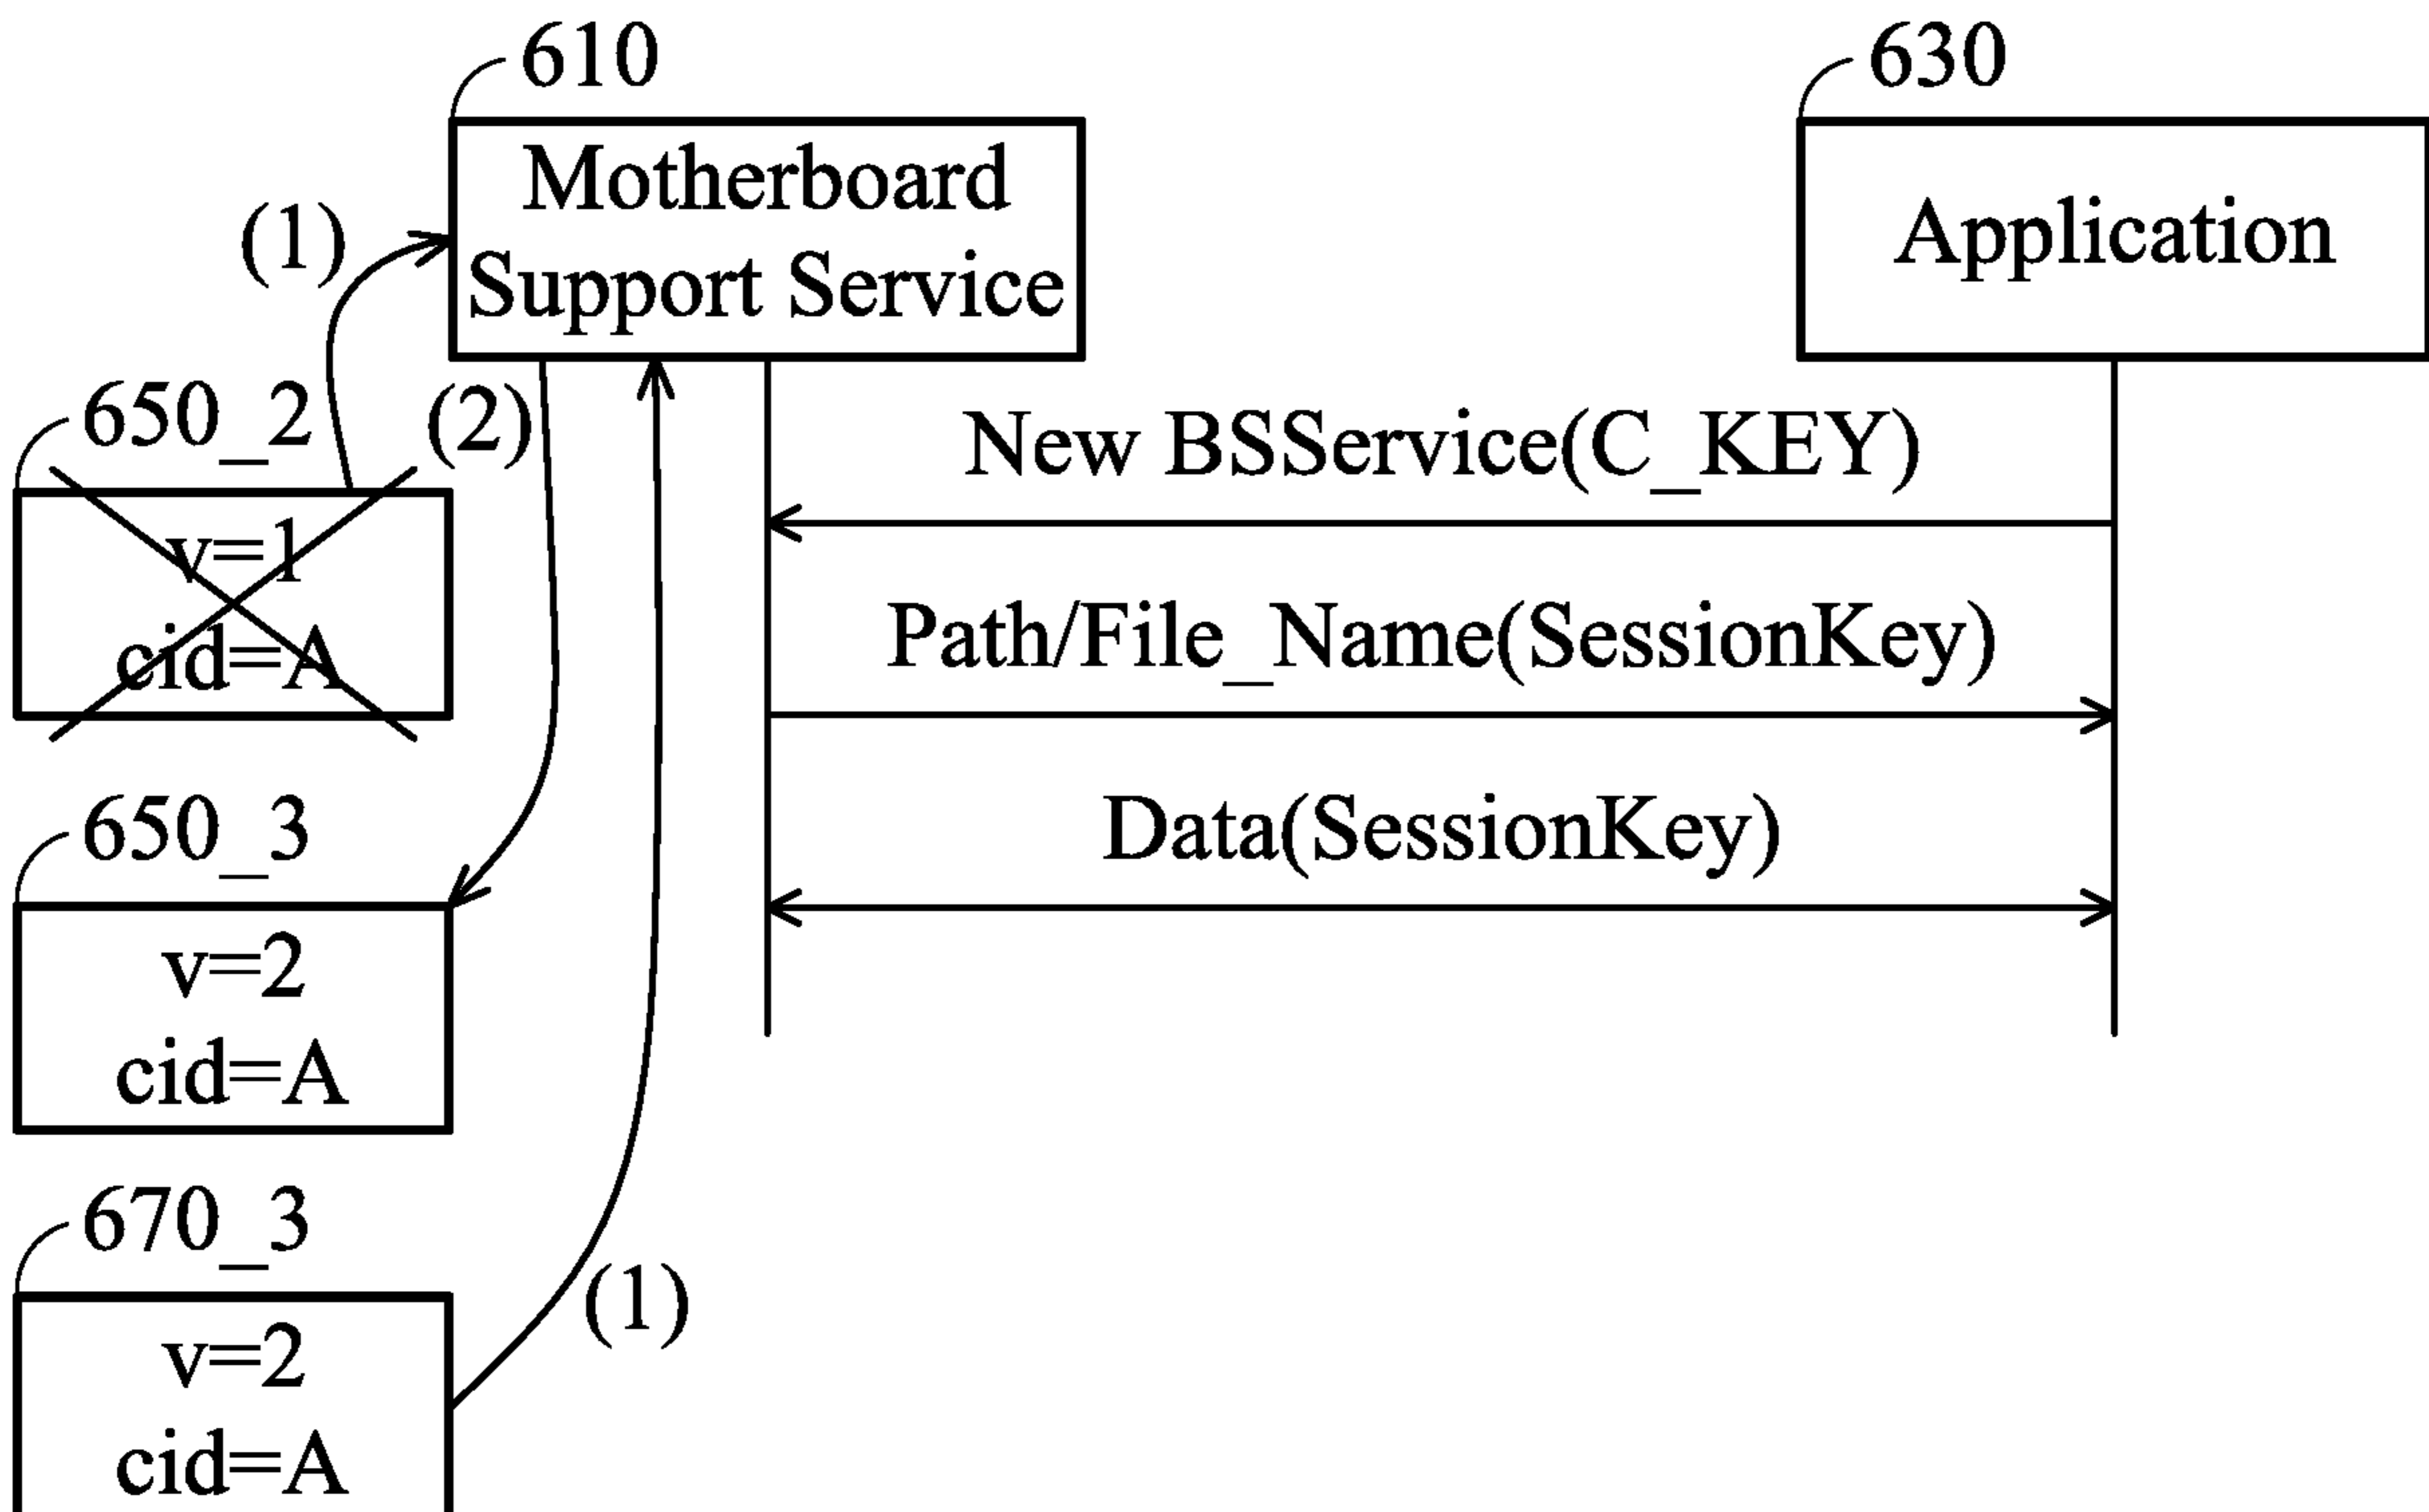 610
630
Motherboard
Support Service
Application
(1)
650_2
(2)
New BSService(C_KEY)
v=1
cid=A
Path/File_Name(SessionKey)
650_3
Data(SessionKey)
v=2
cid=A
670_3
(1)
v=2
cid=A